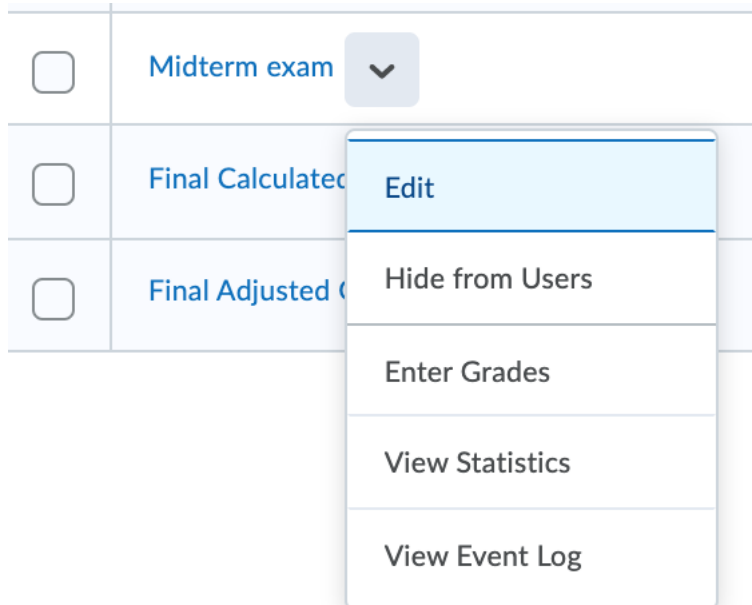 Midterm exam
Final Calculated
Edit
Hide from Users
Final Adjusted
Enter Grades
View Statistics
View Event Log